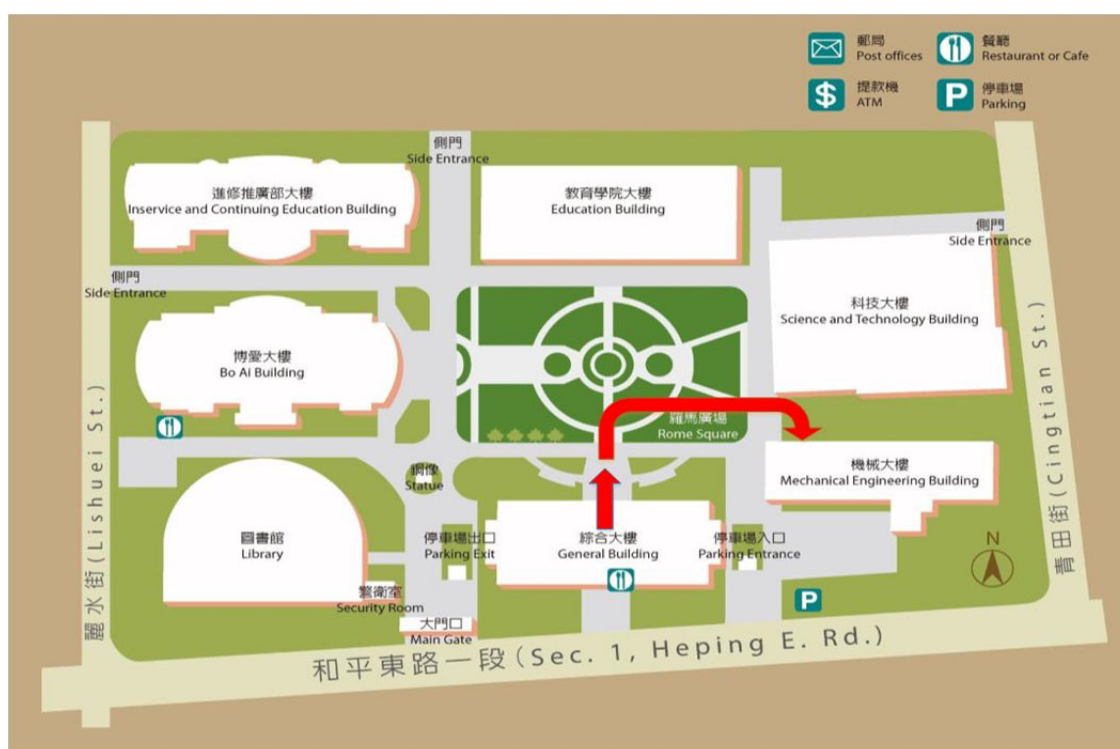 郵局
Post offices
餐廳
Restaurant or Cafe
提款機
ATM
停車場
Parking
$
P
側門
Side Entrance
進修推廣部大樓
Inservice and Continuing Education Building
教育學院大樓
Education Building
側門
Side Entrance
側門
Side Entrance
科技大樓
Science and Technology Building
博愛大樓
Bo Ai Building
羅馬廣場
Rome Square
銅像
Statue
機械大樓
Mechanical Engineering Building
圖書館
Library
停車場出口
Parking Exit
綜合大樓
General Building
停車場入口
Parking Entrance
N
警衛室
Security Room
P
大門口
Main Gate
麗水街(Lishuei St.)
青田街(Cingtian St.)
和平東路一段(Sec. 1, Heping E. Rd.)